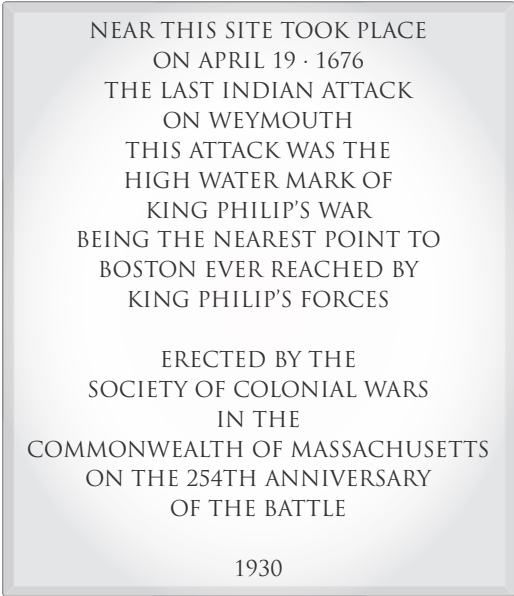 NEAR THIS SITE TOOK PLACE
ON APRIL 19 · 1676
THE LAST INDIAN ATTACK
ON WEYMOUTH
THIS ATTACK WAS THE
HIGH WATER MARK OF
KING PHILIP’S WAR
BEING THE NEAREST POINT TO
BOSTON EVER REACHED BY
KING PHILIP’S FORCES
ERECTED BY THE
SOCIETY OF COLONIAL WARS
IN THE
COMMONWEALTH OF MASSACHUSETTS
ON THE 254TH ANNIVERSARY
OF THE BATTLE
1930